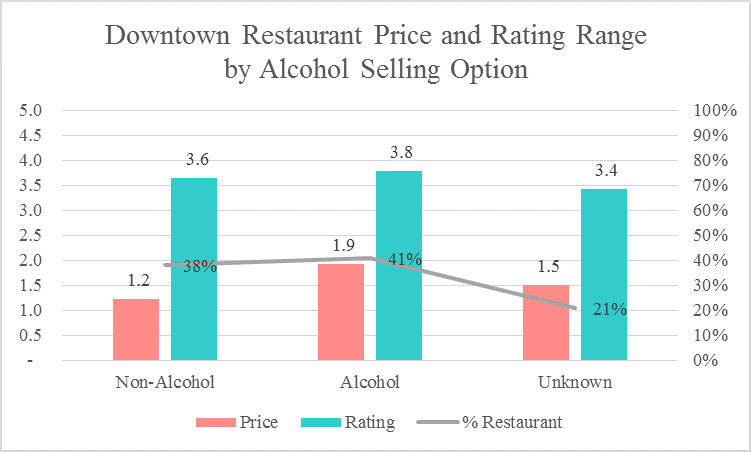 Downtown Restaurant Price and Rating Range
by Alcohol Selling Option
5.0 100%
4.5 90%
4.0 80%
3.5 70%
3.0 60%
2.5 50%
2.0 40%
1.5 30%
1.0 20%
0.5 10%
- 0%
3.6 3.8 3.4
1.2 1.9 1.5
38% 41% 21%
Non-Alcohol Alcohol Unknown
Price Rating % Restaurant